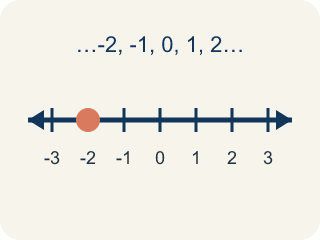 …-2, -1, 0, 1, 2…
-3 -2 -1 0 1 2 3